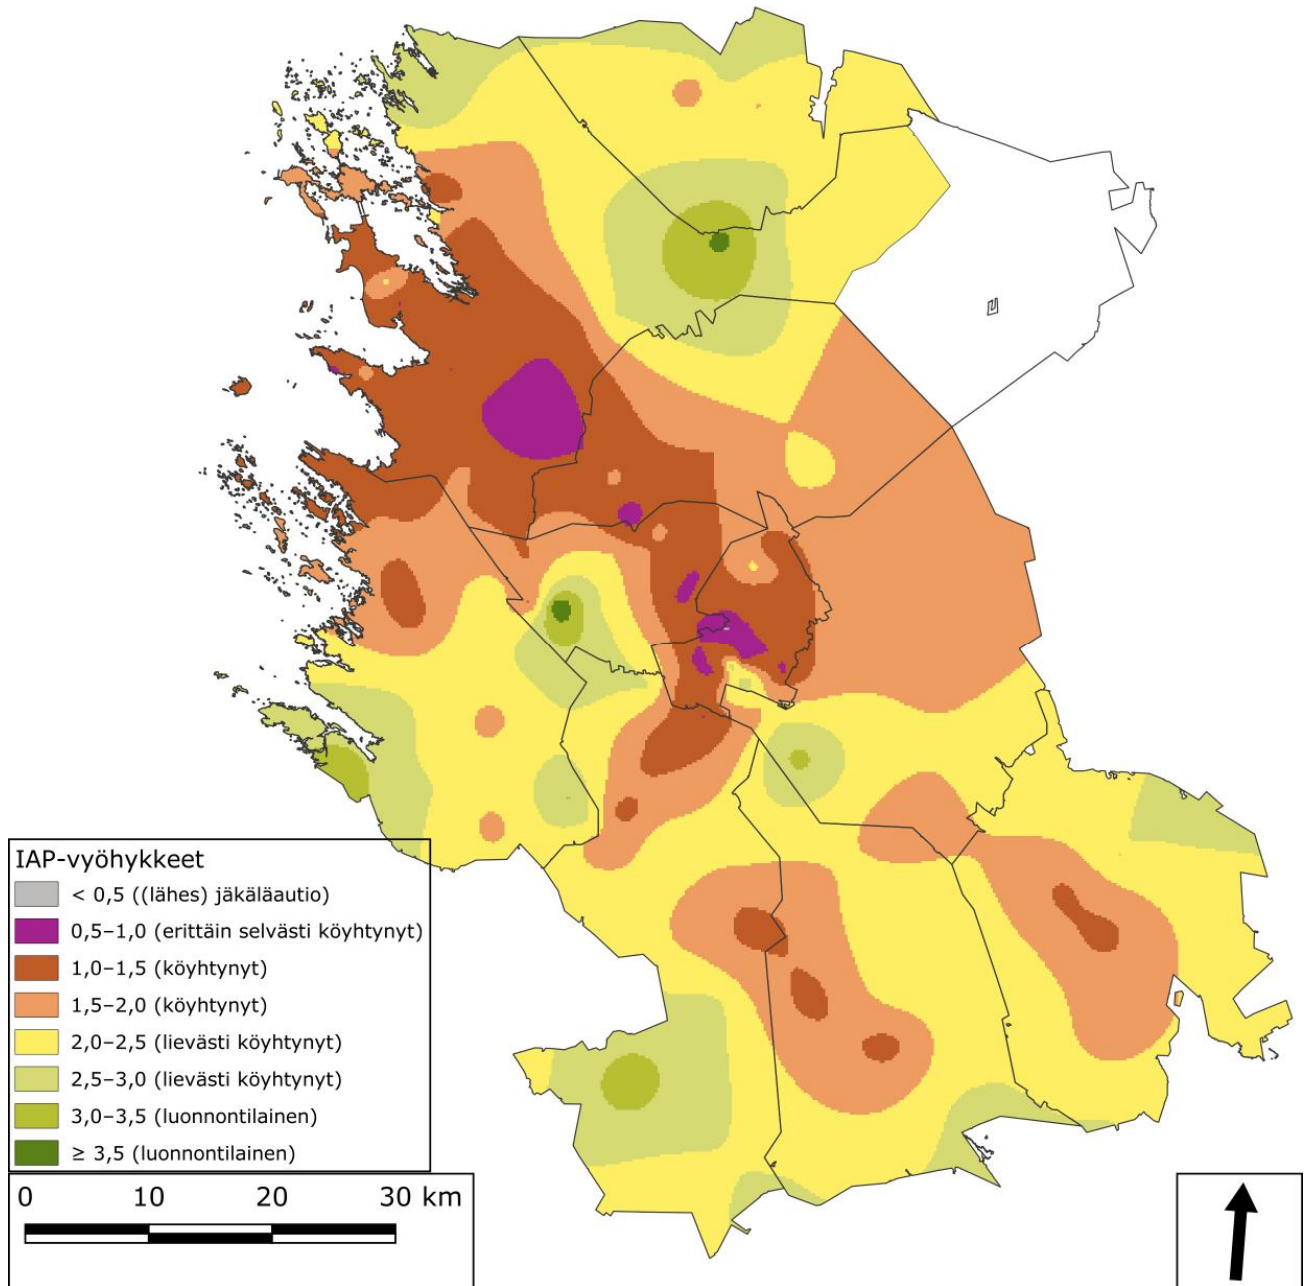 IAP-vyöhykkeet
< 0,5 ((lähes) jäkäläautio)
0,5–1,0 (erittäin selvästi köyhtynyt)
1,0–1,5 (köyhtynyt)
1,5–2,0 (köyhtynyt)
2,0–2,5 (lievästi köyhtynyt)
2,5–3,0 (lievästi köyhtynyt)
3,0–3,5 (luonnontilainen)
≥ 3,5 (luonnontilainen)
0 10 20 30 km